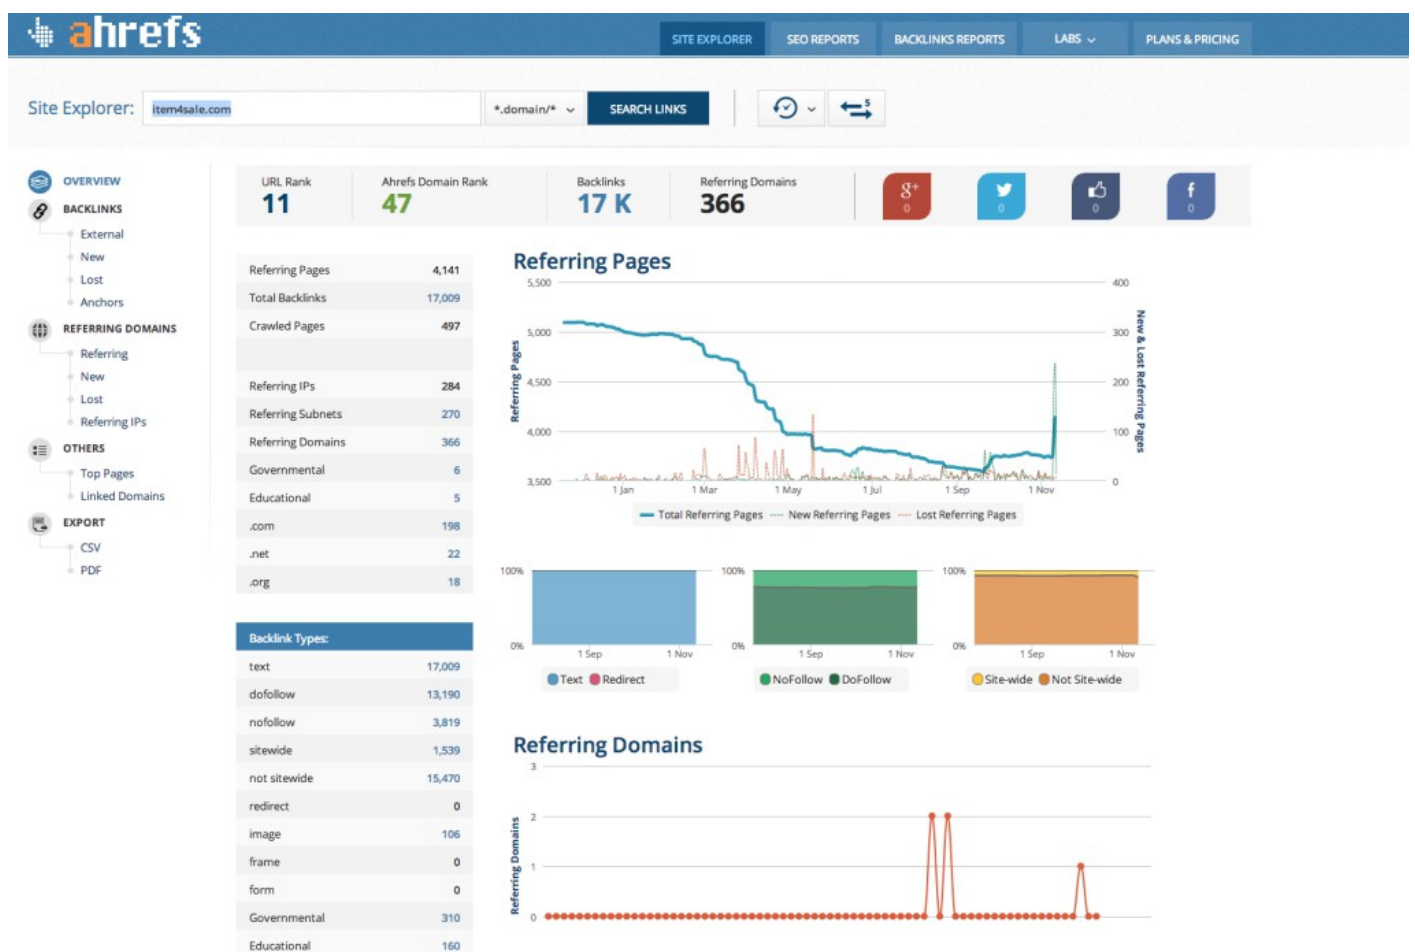 ahrefs
SITE EXPLORER SEO REPORTS BACKLINKS REPORTS LABS PLANS & PRICING
Site Explorer: item4sale.com *.domain/* SEARCH LINKS 5
OVERVIEW
BACKLINKS
External
New
Lost
Anchors
REFERRING DOMAINS
Referring
New
Lost
Referring IPs
OTHERS
Top Pages
Linked Domains
EXPORT
CSV
PDF
URL Rank Ahrefs Domain Rank Backlinks Referring Domains
11 47 17 K 366
g+ f
0 0 0 0
Referring Pages 4,141
Total Backlinks 17,009
Crawled Pages 497
Referring IPs 284
Referring Subnets 270
Referring Domains 366
Governmental 6
Educational 5
.com 198
.net 22
.org 18
Backlink Types:
text 17,009
dofollow 13,190
nofollow 3,819
sitewide 1,539
not sitewide 15,470
redirect 0
image 106
frame 0
form 0
Governmental 310
Educational 160
Referring Pages
5,500 400
5,000 300
4,500 200
4,000 100
3,500 0
Referring Pages
New & Lost Referring Pages
1 Jan 1 Mar 1 May 1 Jul 1 Sep 1 Nov
Total Referring Pages New Referring Pages Lost Referring Pages
100% 100% 100%
0% 0% 0%
1 Sep 1 Nov 1 Sep 1 Nov 1 Sep 1 Nov
Text Redirect NoFollow DoFollow Site-wide Not Site-wide
Referring Domains
3
2
1
0
Referring Domains